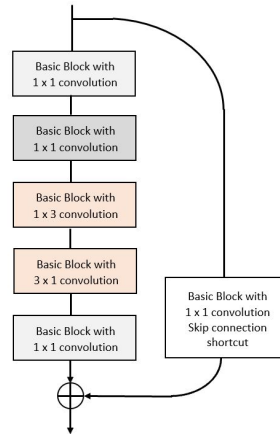 Basic Block with
1 x 1 convolution
Basic Block with
1 x 1 convolution
Basic Block with
1 x 3 convolution
Basic Block with
3 x 1 convolution
Basic Block with
1 x 1 convolution
Basic Block with
1 x 1 convolution
Skip connection
shortcut